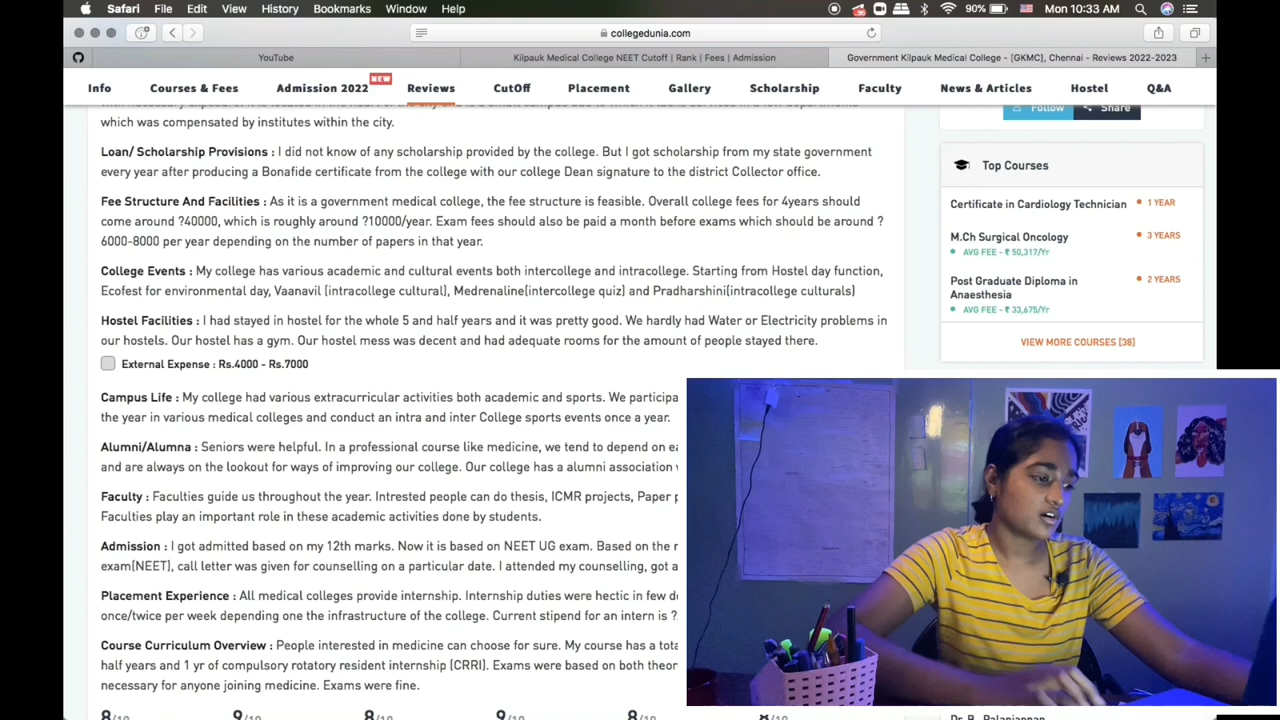 Safari File Edit View History Bookmarks Window Help
90% Mon 10:33 AM
collegedunia.com
YouTube
Kilpauk Medical College NEET Cutoff | Rank | Fees | Admission
Government Kilpauk Medical College - [GKMC], Chennai - Reviews 2022-2023
NEW
Info Courses & Fees Admission 2022 Reviews CutOff Placement Gallery Scholarship Faculty News & Articles Hostel Q&A
which was compensated by institutes within the city.
Loan/ Scholarship Provisions : I did not know of any scholarship provided by the college. But I got scholarship from my state government
every year after producing a Bonafide certificate from the college with our college Dean signature to the district Collector office.
Fee Structure And Facilities : As it is a government medical college, the fee structure is feasible. Overall college fees for 4years should
come around ?40000, which is roughly around ?10000/year. Exam fees should also be paid a month before exams which should be around ?
6000-8000 per year depending on the number of papers in that year.
College Events : My college has various academic and cultural events both intercollege and intracollege. Starting from Hostel day function,
Ecofest for environmental day, Vaanavil (intracollege cultural), Medrenaline(intercollege quiz) and Pradharshini(intracollege culturals)
Hostel Facilities : I had stayed in hostel for the whole 5 and half years and it was pretty good. We hardly had Water or Electricity problems in
our hostels. Our hostel has a gym. Our hostel mess was decent and had adequate rooms for the amount of people stayed there.
External Expense : Rs.4000 - Rs.7000
Campus Life : My college had various extracurricular activities both academic and sports. We participa
the year in various medical colleges and conduct an intra and inter College sports events once a year.
Alumni/Alumna : Seniors were helpful. In a professional course like medicine, we tend to depend on ea
and are always on the lookout for ways of improving our college. Our college has a alumni association
Faculty : Faculties guide us throughout the year. Intrested people can do thesis, ICMR projects, Paper p
Faculties play an important role in these academic activities done by students.
Admission : I got admitted based on my 12th marks. Now it is based on NEET UG exam. Based on the
exam(NEET), call letter was given for counselling on a particular date. I attended my counselling, got a
Placement Experience : All medical colleges provide internship. Internship duties were hectic in few de
once/twice per week depending one the infrastructure of the college. Current stipend for an intern is ?
Course Curriculum Overview : People interested in medicine can choose for sure. My course has a tota
half years and 1 yr of compulsory rotatory resident internship (CRRI). Exams were based on both theor
necessary for anyone joining medicine. Exams were fine.
8/10 9/10 8/10 9/10 8/10 8/10
Follow Share
Top Courses
Certificate in Cardiology Technician 1 YEAR
M.Ch Surgical Oncology 3 YEARS
AVG FEE - ₹ 50,317/Yr
Post Graduate Diploma in
Anaesthesia 2 YEARS
AVG FEE - ₹ 33,675/Yr
VIEW MORE COURSES [38]
Dr. B. Palaniappan